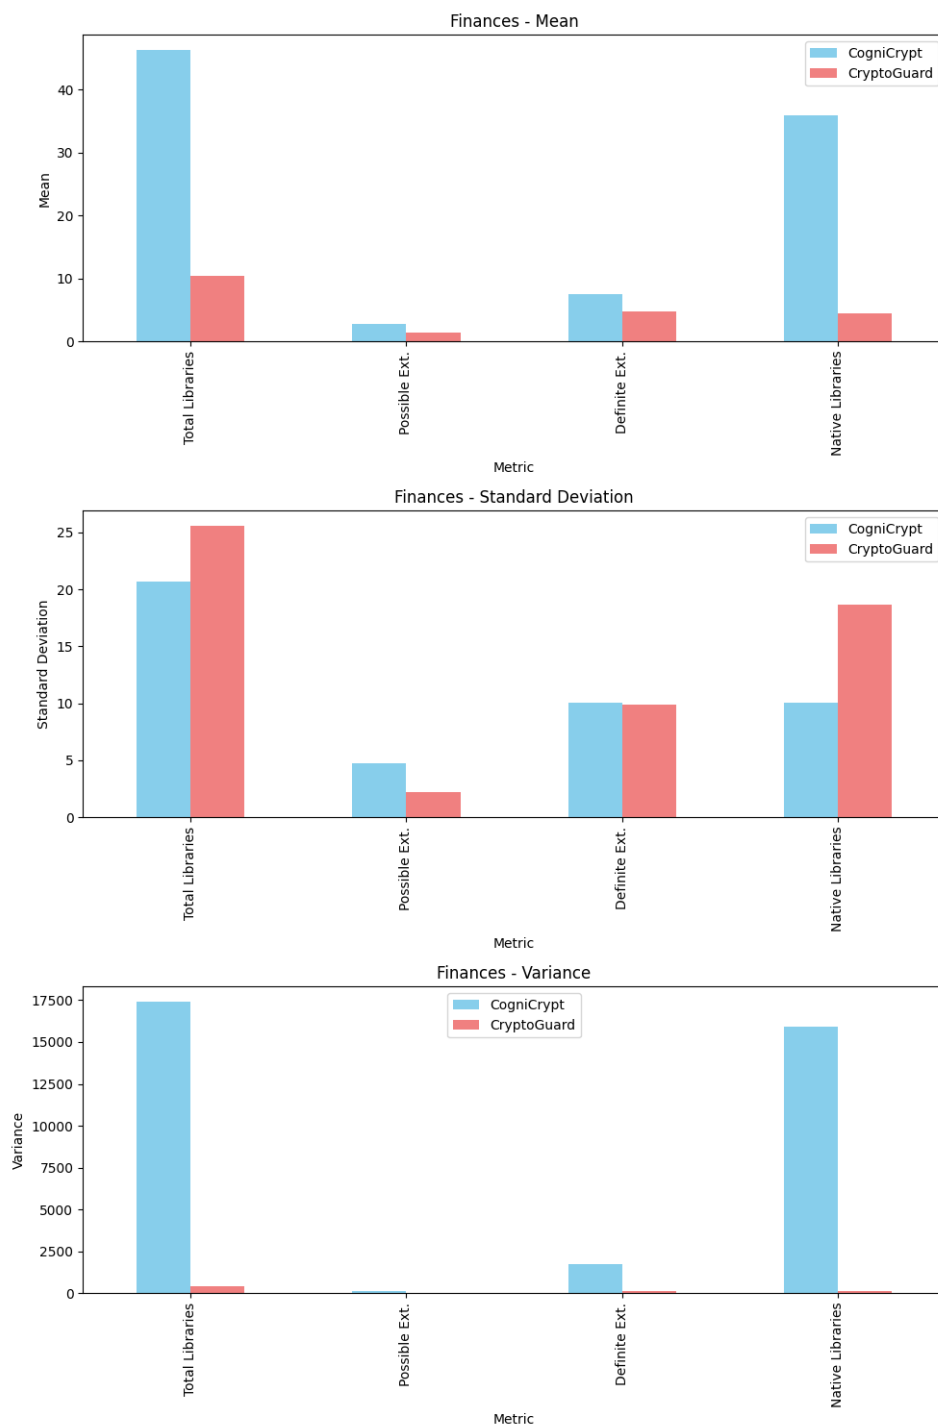 Finances - Mean
CogniCrypt
CryptoGuard
Mean
40
30
20
10
0
Total Libraries
Possible Ext.
Definite Ext.
Native Libraries
Metric
Finances - Standard Deviation
CogniCrypt
CryptoGuard
Standard Deviation
25
20
15
10
5
0
Total Libraries
Possible Ext.
Definite Ext.
Native Libraries
Metric
Finances - Variance
CogniCrypt
CryptoGuard
Variance
17500
15000
12500
10000
7500
5000
2500
0
Total Libraries
Possible Ext.
Definite Ext.
Native Libraries
Metric